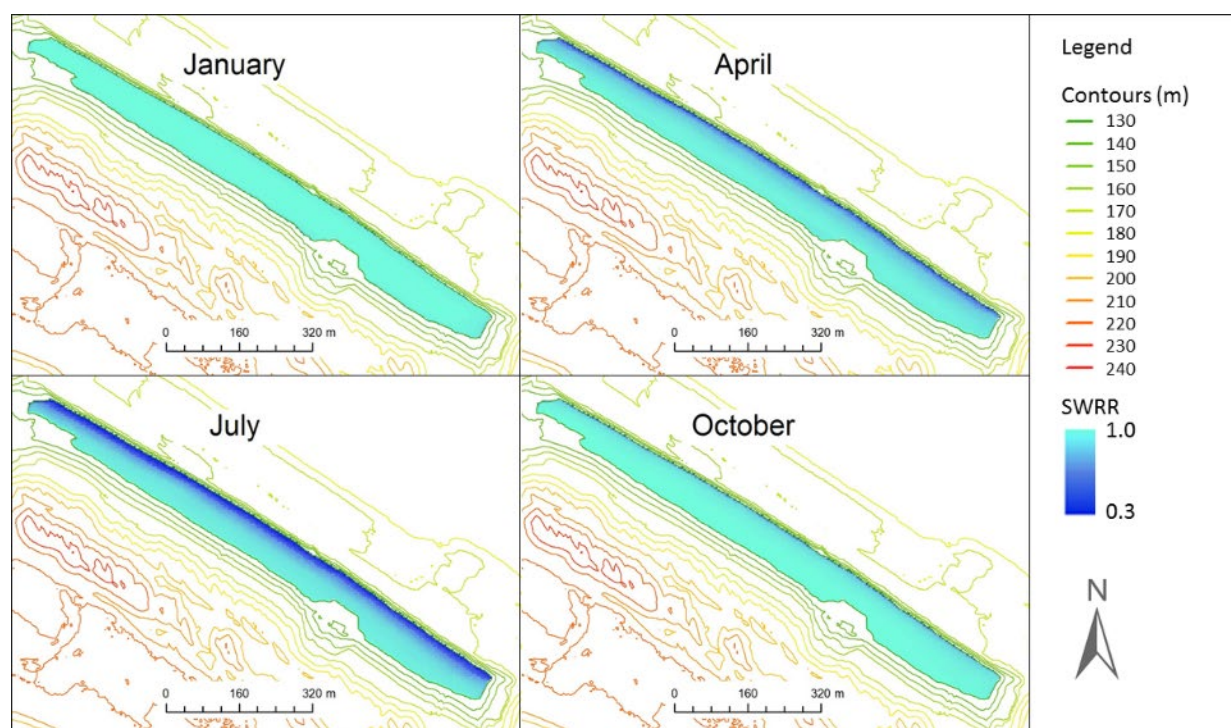 January
0 160 320 m
April
0 160 320 m
July
0 160 320 m
October
0 160 320 m
Legend
Contours (m)
130
140
150
160
170
180
190
200
210
220
230
240
SWRR
1.0
0.3
N